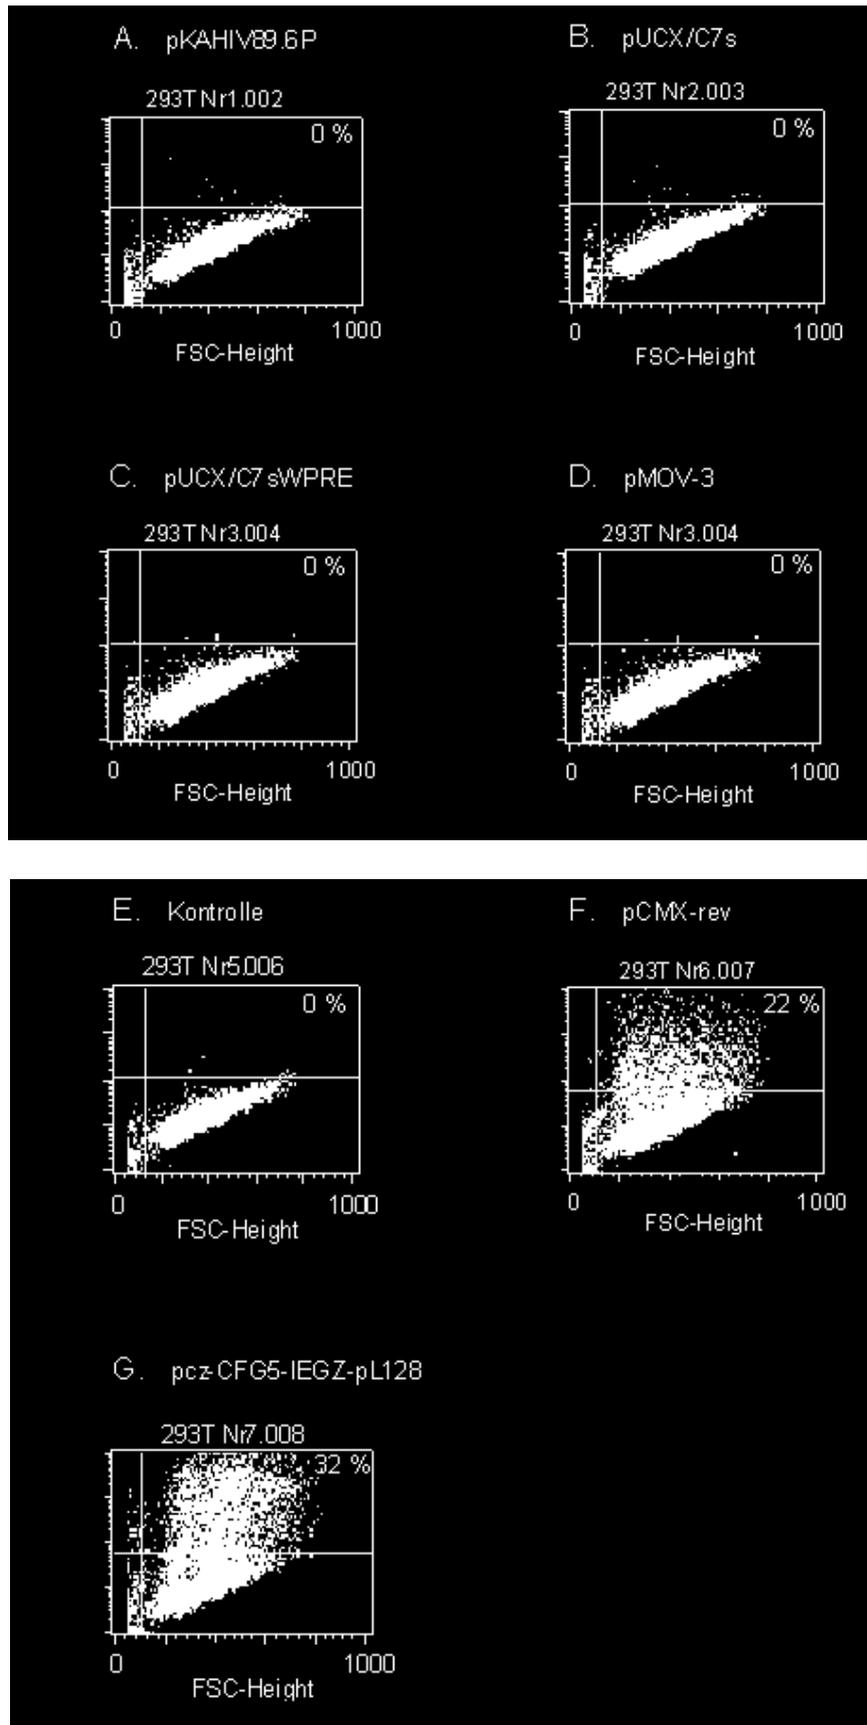 A. pKAHIV89.6P
293T Nr1.002
0 %
0 1000
FSC-Height
B. pUCX/C7s
293T Nr2.003
0 %
0 1000
FSC-Height
C. pUCX/C7sWPRE
293T Nr3.004
0 %
0 1000
FSC-Height
D. pMOV-3
293T Nr3.004
0 %
0 1000
FSC-Height
E. Kontrolle
293T Nr5.006
0 %
0 1000
FSC-Height
F. pCMX-rev
293T Nr6.007
22 %
0 1000
FSC-Height
G. pcz-CFG5-IEGZ-pL128
293T Nr7.008
32 %
0 1000
FSC-Height